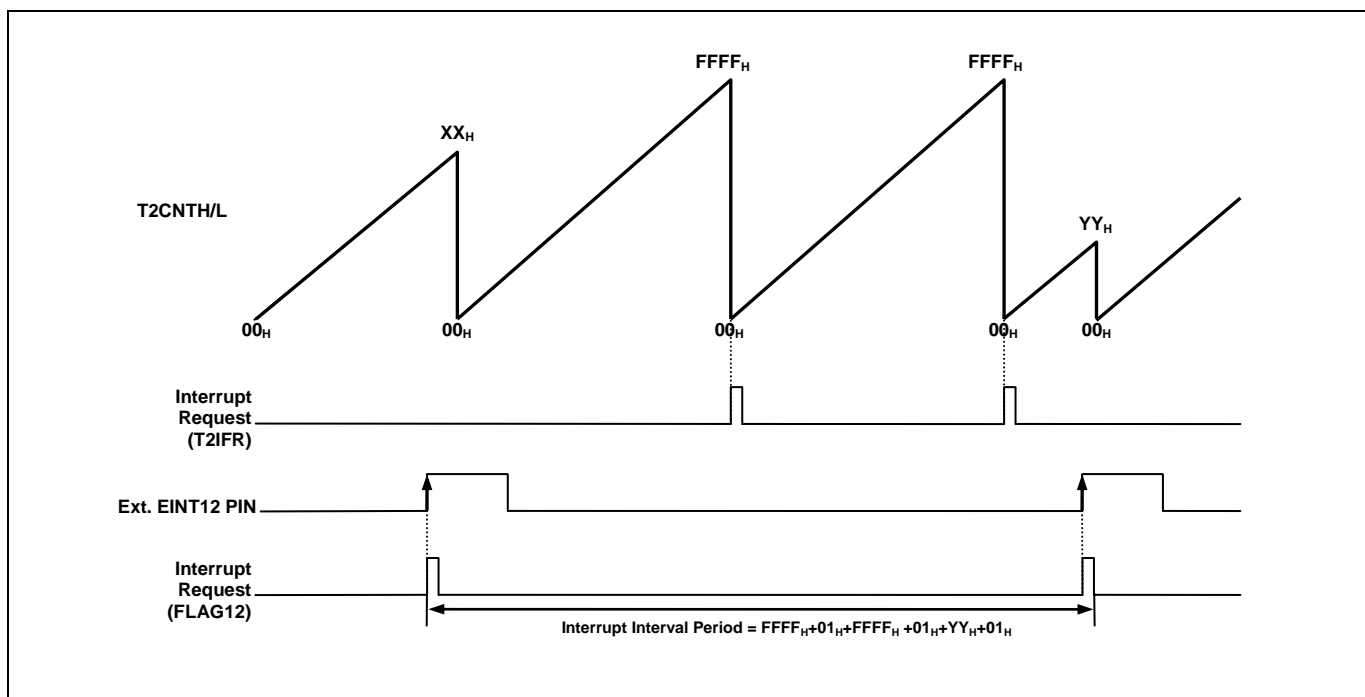 FFFFH FFFFH
XXH
T2CNTH/L
YYH
00H 00H 00H 00H 00H
Interrupt
Request
(T2IFR)
Ext. EINT12 PIN
Interrupt
Request
(FLAG12)
Interrupt Interval Period = FFFFH+01H+FFFFH +01H+YYH+01H